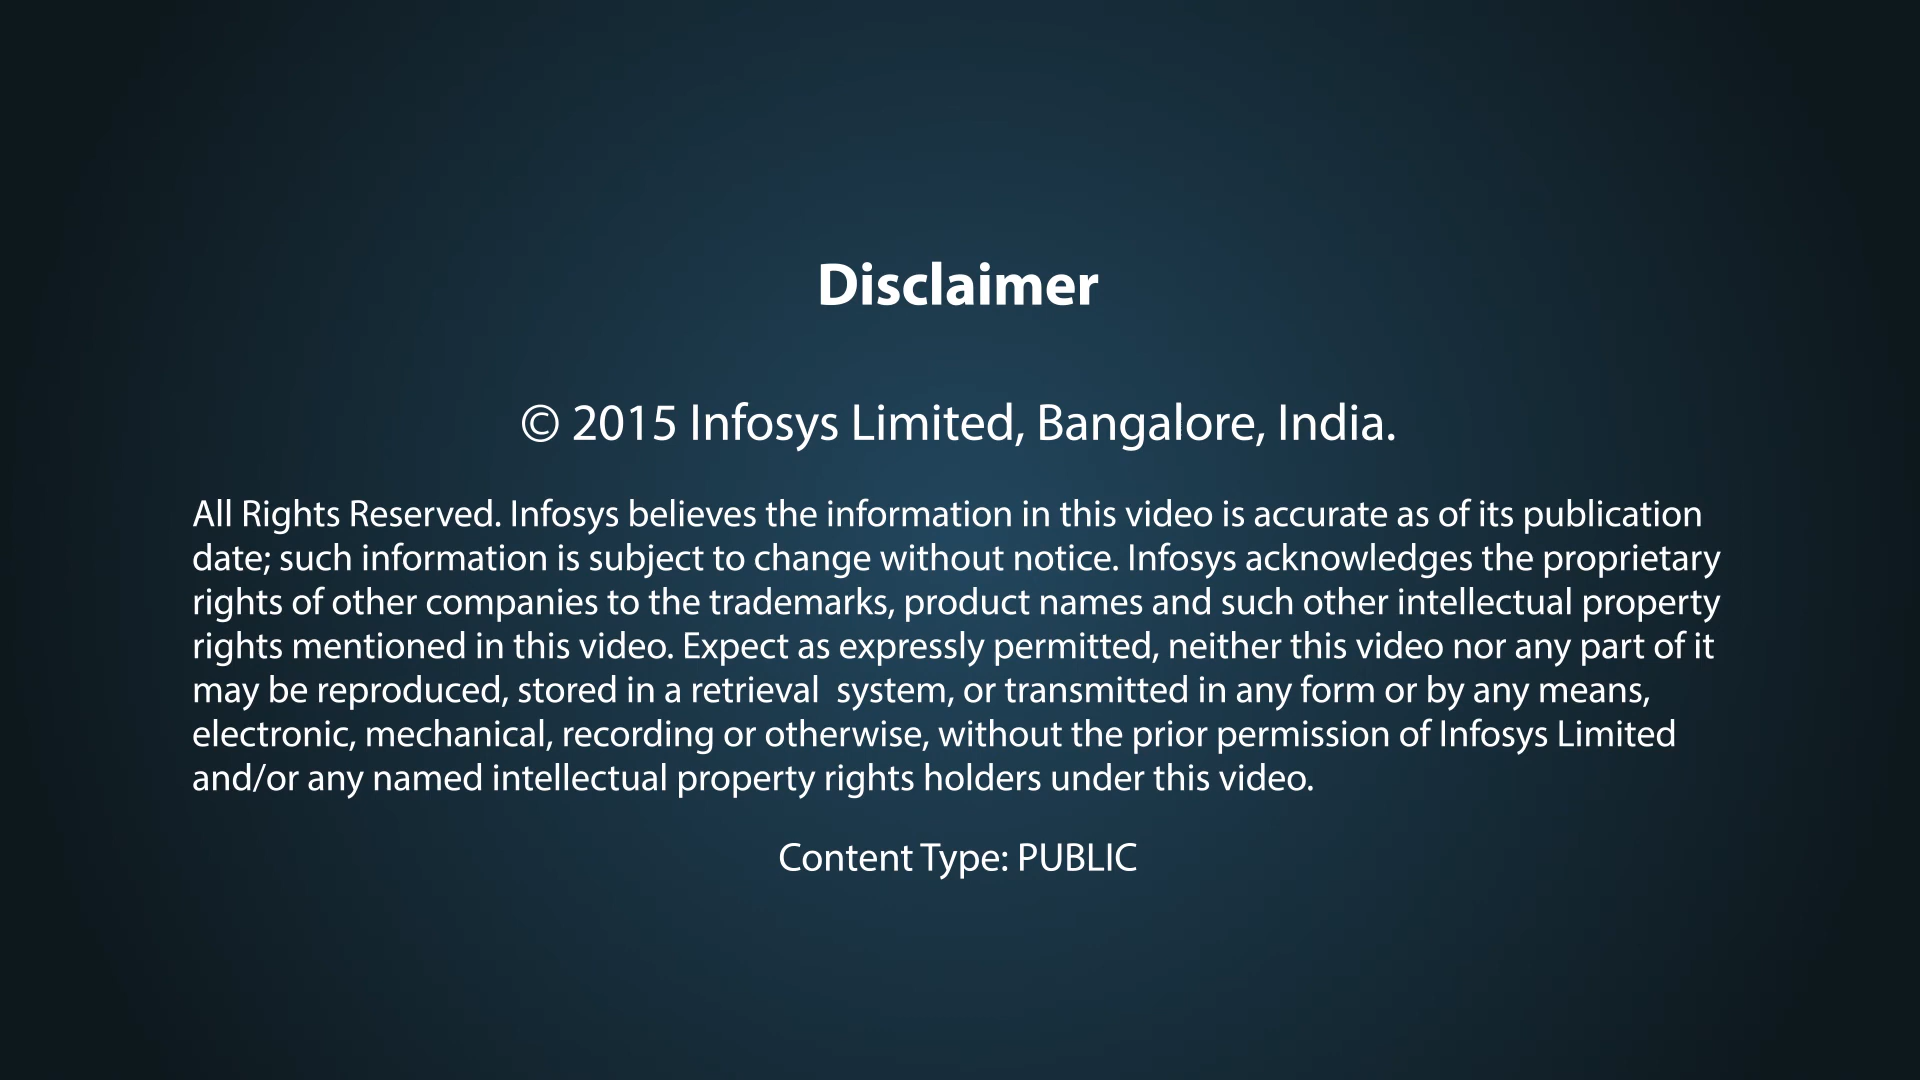 Disclaimer
© 2015 Infosys Limited, Bangalore, India.
All Rights Reserved. Infosys believes the information in this video is accurate as of its publication
date; such information is subject to change without notice. Infosys acknowledges the proprietary
rights of other companies to the trademarks, product names and such other intellectual property
rights mentioned in this video. Expect as expressly permitted, neither this video nor any part of it
may be reproduced, stored in a retrieval  system, or transmitted in any form or by any means,
electronic, mechanical, recording or otherwise, without the prior permission of Infosys Limited
and/or any named intellectual property rights holders under this video.
Content Type: PUBLIC